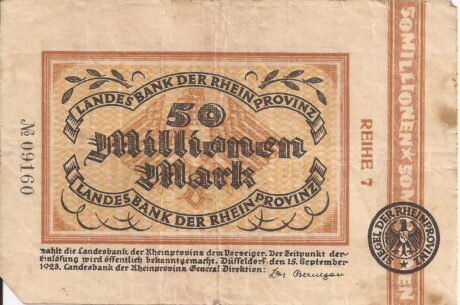 LANDESBANK DER RHEINPROVINZ
50
Millionen
Mark
LANDESBANK DER RHEINPROVINZ
zahlt die Landesbank der Rheinprovinz dem Vorzeiger. Der Zeitpunkt der
Einlösung wird öffentlich bekanntgemacht. Düsseldorf den 15. September
1923. Landesbank der Rheinprovinz General Direktion:
№ 09160
REIHE 7
50 MILLIONEN ★ 50 MILLIONEN
SIEGEL DER RHEINPROVINZ